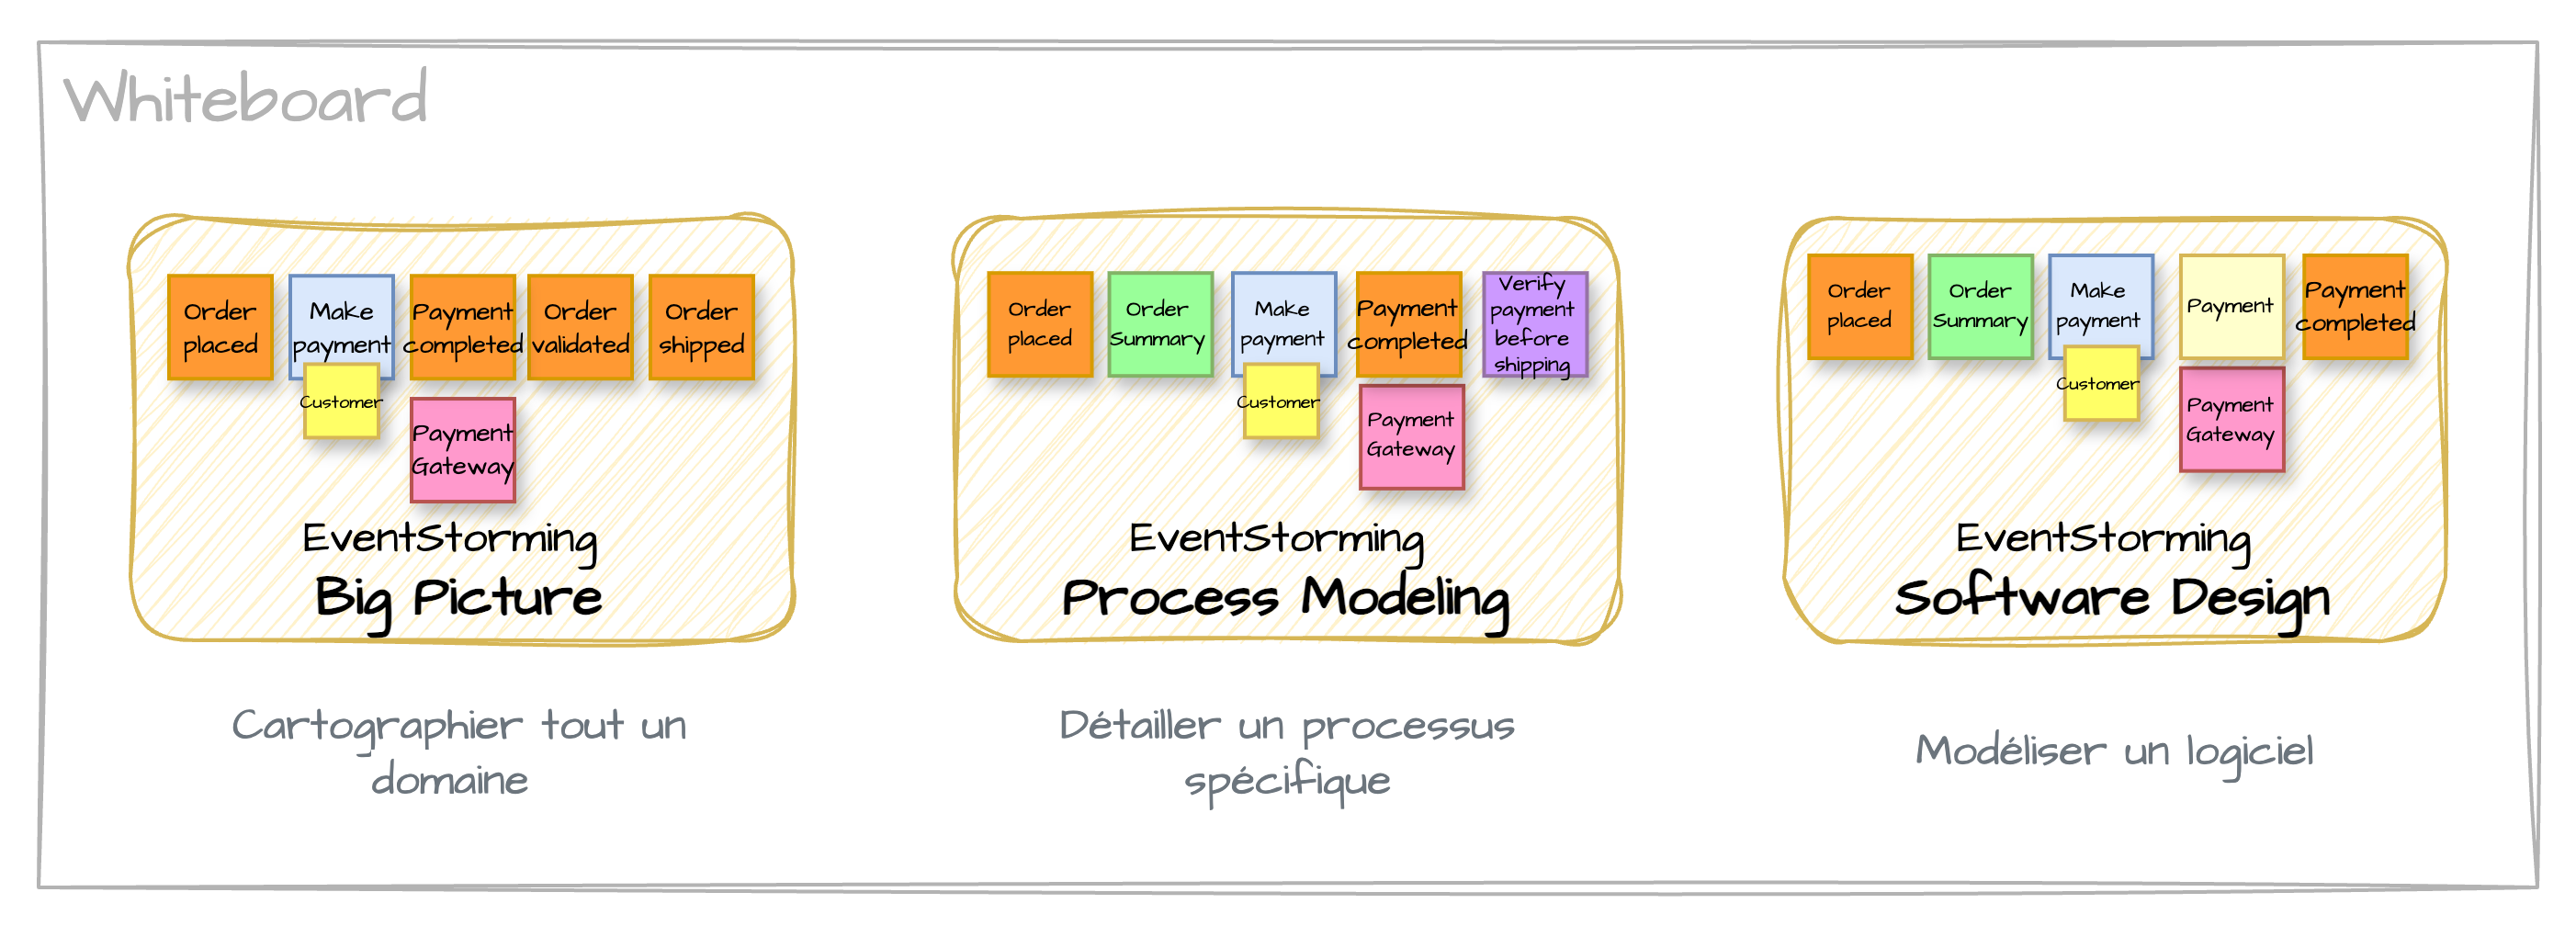 Whiteboard
Order
placed
Make
payment
Customer
Payment
completed
Order
validated
Order
shipped
Payment
Gateway
EventStorming
Big Picture
Cartographier tout un
domaine
Order
placed
Order
Summary
Make
payment
Customer
Payment
completed
Verify
payment
before
shipping
Payment
Gateway
EventStorming
Process Modeling
Détailler un processus
spécifique
Order
placed
Order
Summary
Make
payment
Customer
Payment
Payment
completed
Payment
Gateway
EventStorming
Software Design
Modéliser un logiciel